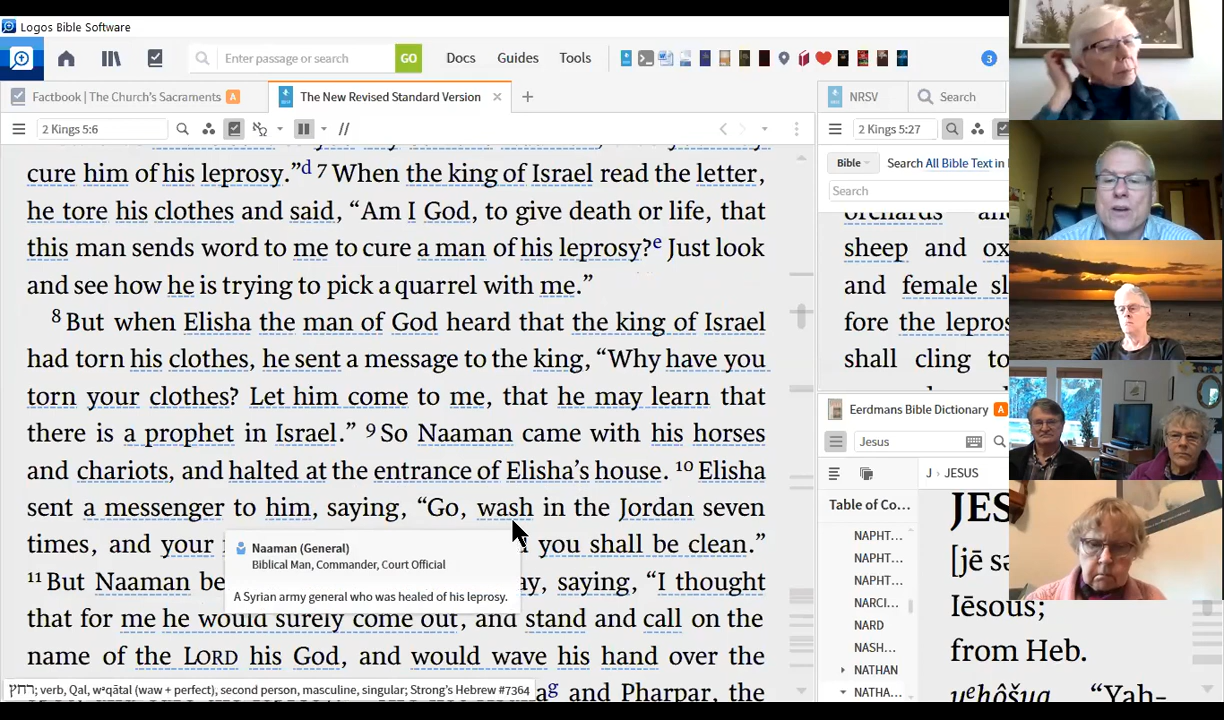 Logos Bible Software
Enter passage or search
GO
Docs Guides Tools
3
Factbook | The Church's Sacraments A
The New Revised Standard Version
2 Kings 5:6
cure him of his leprosy.”d 7 When the king of Israel read the letter,
he tore his clothes and said, “Am I God, to give death or life, that
this man sends word to me to cure a man of his leprosy?e Just look
and see how he is trying to pick a quarrel with me.”
8 But when Elisha the man of God heard that the king of Israel
had torn his clothes, he sent a message to the king, “Why have you
torn your clothes? Let him come to me, that he may learn that
there is a prophet in Israel.” 9 So Naaman came with his horses
and chariots, and halted at the entrance of Elisha’s house. 10 Elisha
sent a messenger to him, saying, “Go, wash in the Jordan seven
times, and your you shall be clean.”
11 But Naaman be ay, saying, “I thought
that for me he would surely come out, and stand and call on the
name of the LORD his God, and would wave his hand over the
g and Pharpar, the
Naaman (General)
Biblical Man, Commander, Court Official
A Syrian army general who was healed of his leprosy.
רחץ; verb, Qal, wᵊqātal (waw + perfect), second person, masculine, singular; Strong's Hebrew #7364
NRSV Search
2 Kings 5:27
Bible Search All Bible Text in
Search
orchards an
sheep and ox
and female sl
fore the lepros
shall cling to
Eerdmans Bible Dictionary A
Jesus
J › JESUS
Table of Co...
NAPHT...
NAPHT...
NAPHT...
NARCI...
NARD
NASH...
NATHAN
NATHA...
JES
[jē sə
Iēsous;
from Heb.
yᵉhôšua “Yah-